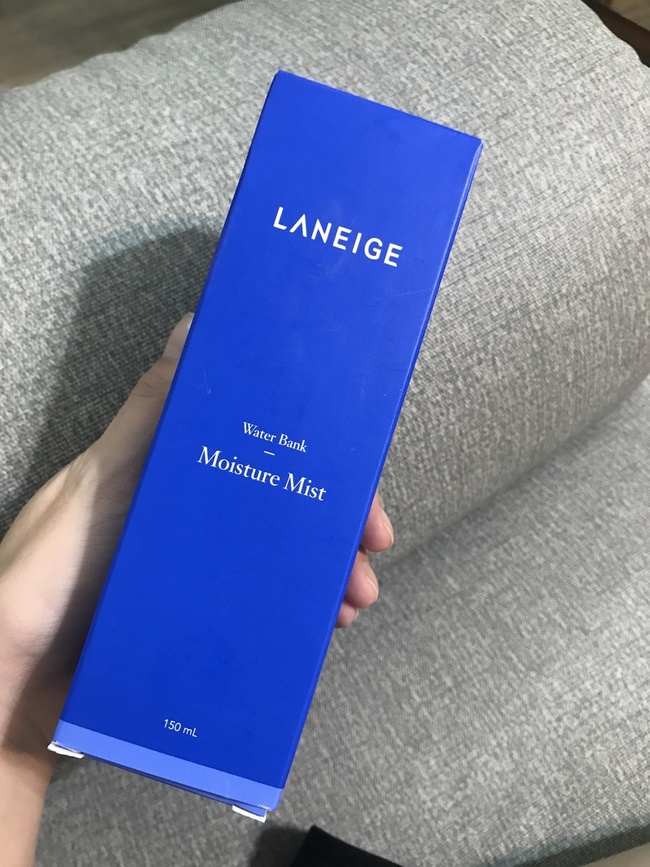 LANEIGE
Water Bank
Moisture Mist
150 mL